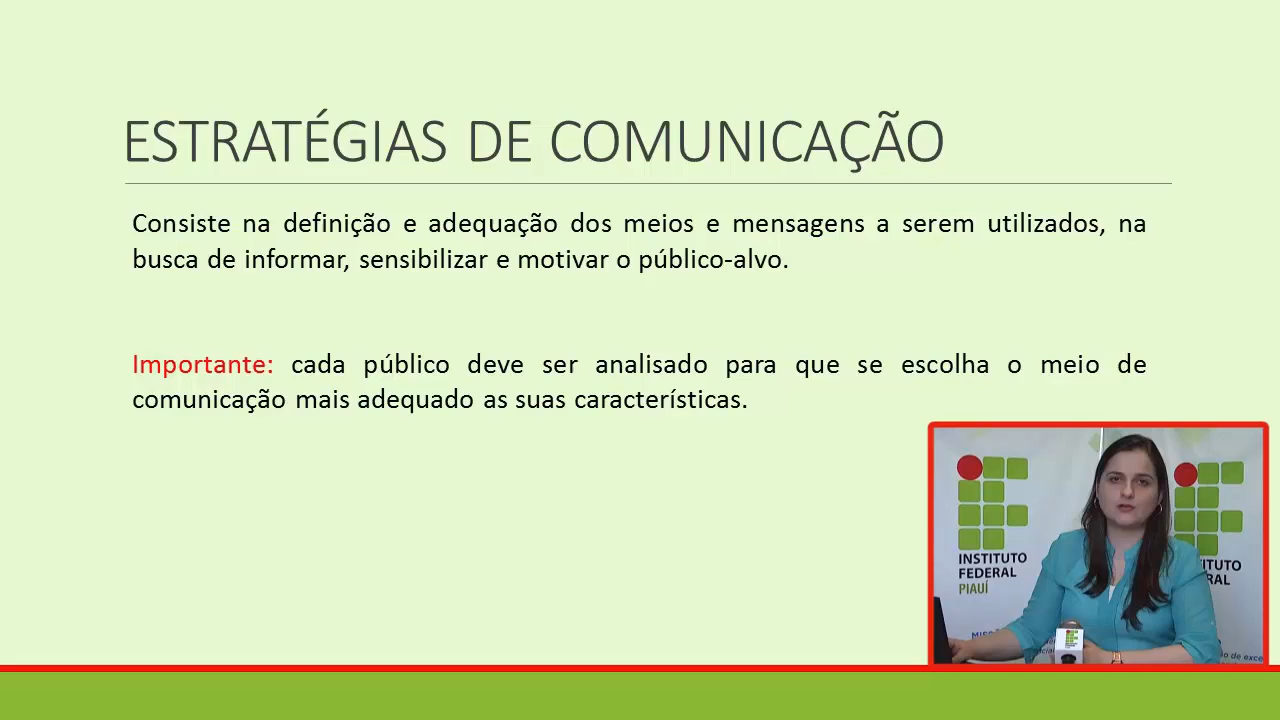 ESTRATÉGIAS DE COMUNICAÇÃO
Consiste na definição e adequação dos meios e mensagens a serem utilizados, na
busca de informar, sensibilizar e motivar o público-alvo.
Importante: cada público deve ser analisado para que se escolha o meio de
comunicação mais adequado as suas características.
INSTITUTO
FEDERAL
PIAUÍ